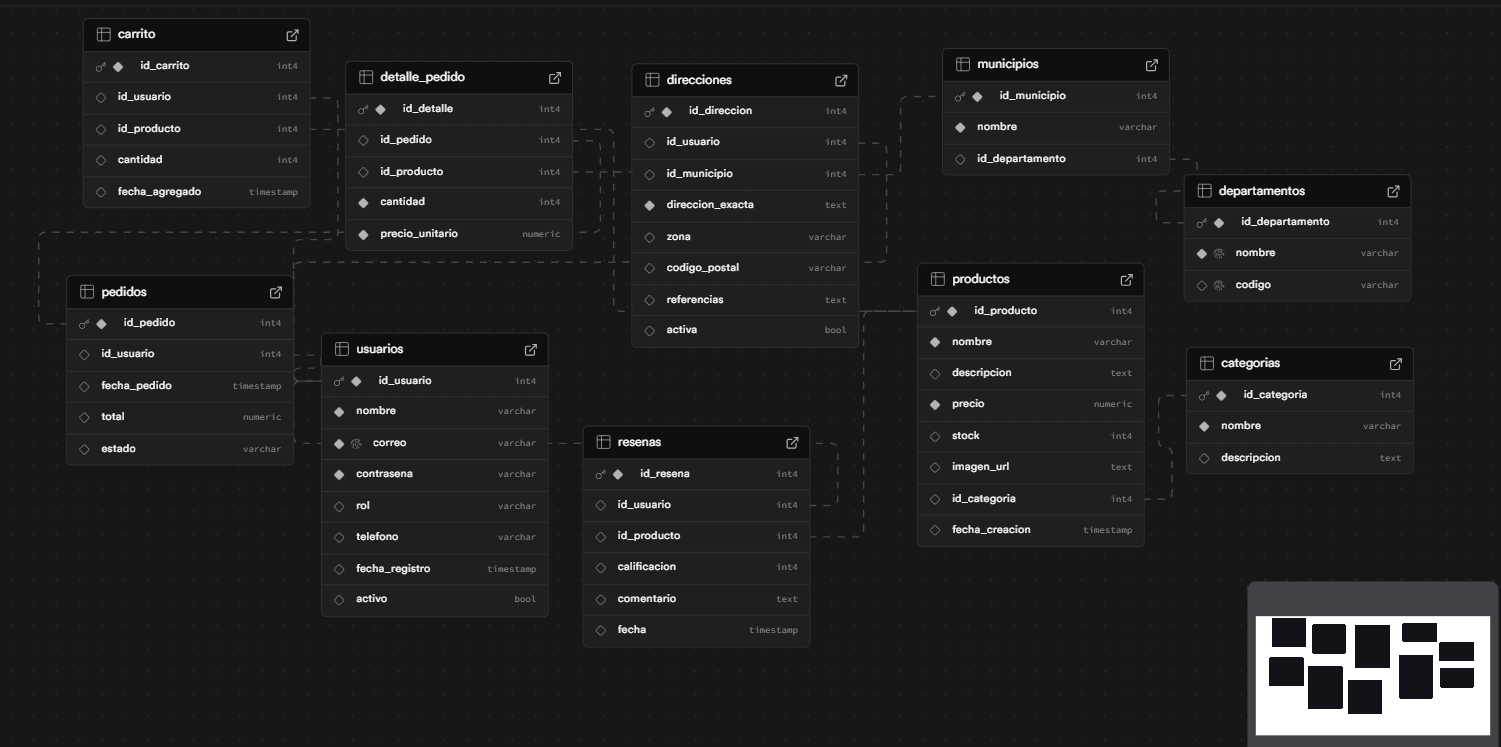 carrito
id_carrito int4
id_usuario int4
id_producto int4
cantidad int4
fecha_agregado timestamp
detalle_pedido
id_detalle int4
id_pedido int4
id_producto int4
cantidad int4
precio_unitario numeric
direcciones
id_direccion int4
id_usuario int4
id_municipio int4
direccion_exacta text
zona varchar
codigo_postal varchar
referencias text
activa bool
municipios
id_municipio int4
nombre varchar
id_departamento int4
departamentos
id_departamento int4
nombre varchar
codigo varchar
pedidos
id_pedido int4
id_usuario int4
fecha_pedido timestamp
total numeric
estado varchar
usuarios
id_usuario int4
nombre varchar
correo varchar
contrasena varchar
rol varchar
telefono varchar
fecha_registro timestamp
activo bool
resenas
id_resena int4
id_usuario int4
id_producto int4
calificacion int4
comentario text
fecha timestamp
productos
id_producto int4
nombre varchar
descripcion text
precio numeric
stock int4
imagen_url text
id_categoria int4
fecha_creacion timestamp
categorias
id_categoria int4
nombre varchar
descripcion text